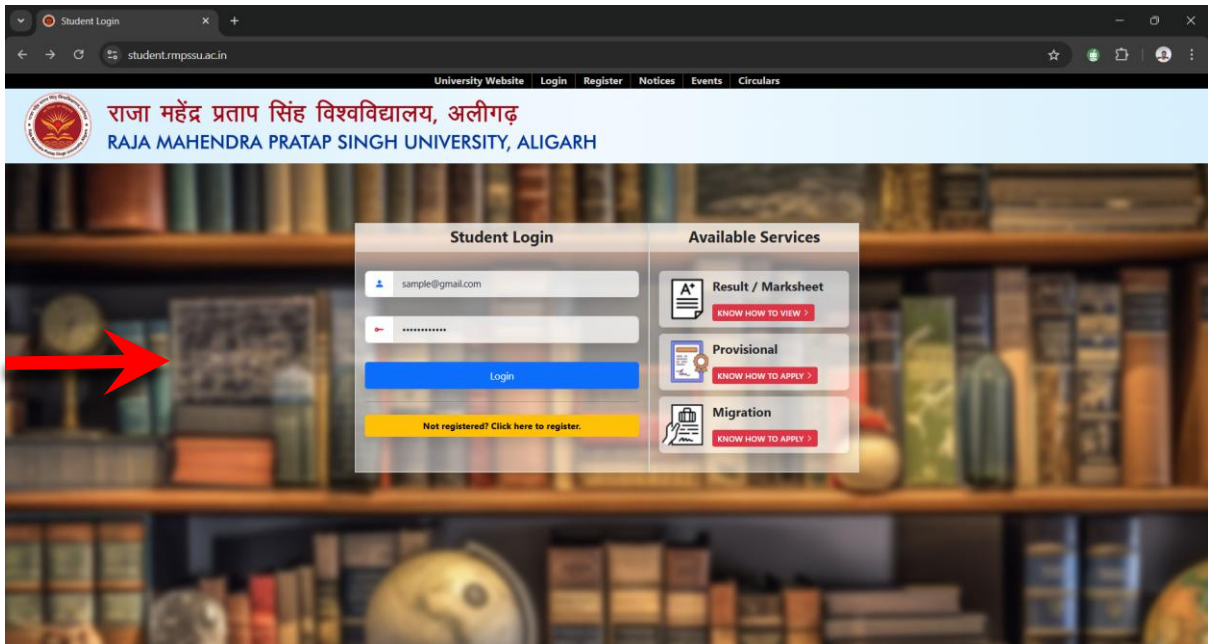 Student Login
student.rmpssu.ac.in
University Website Login Register Notices Events Circulars
राजा महेंद्र प्रताप सिंह विश्वविद्यालय, अलीगढ़
RAJA MAHENDRA PRATAP SINGH UNIVERSITY, ALIGARH
Student Login
sample@gmail.com
••••••••••••
Login
Not registered? Click here to register.
Available Services
A+
Result / Marksheet
KNOW HOW TO VIEW >
Provisional
KNOW HOW TO APPLY >
Migration
KNOW HOW TO APPLY >